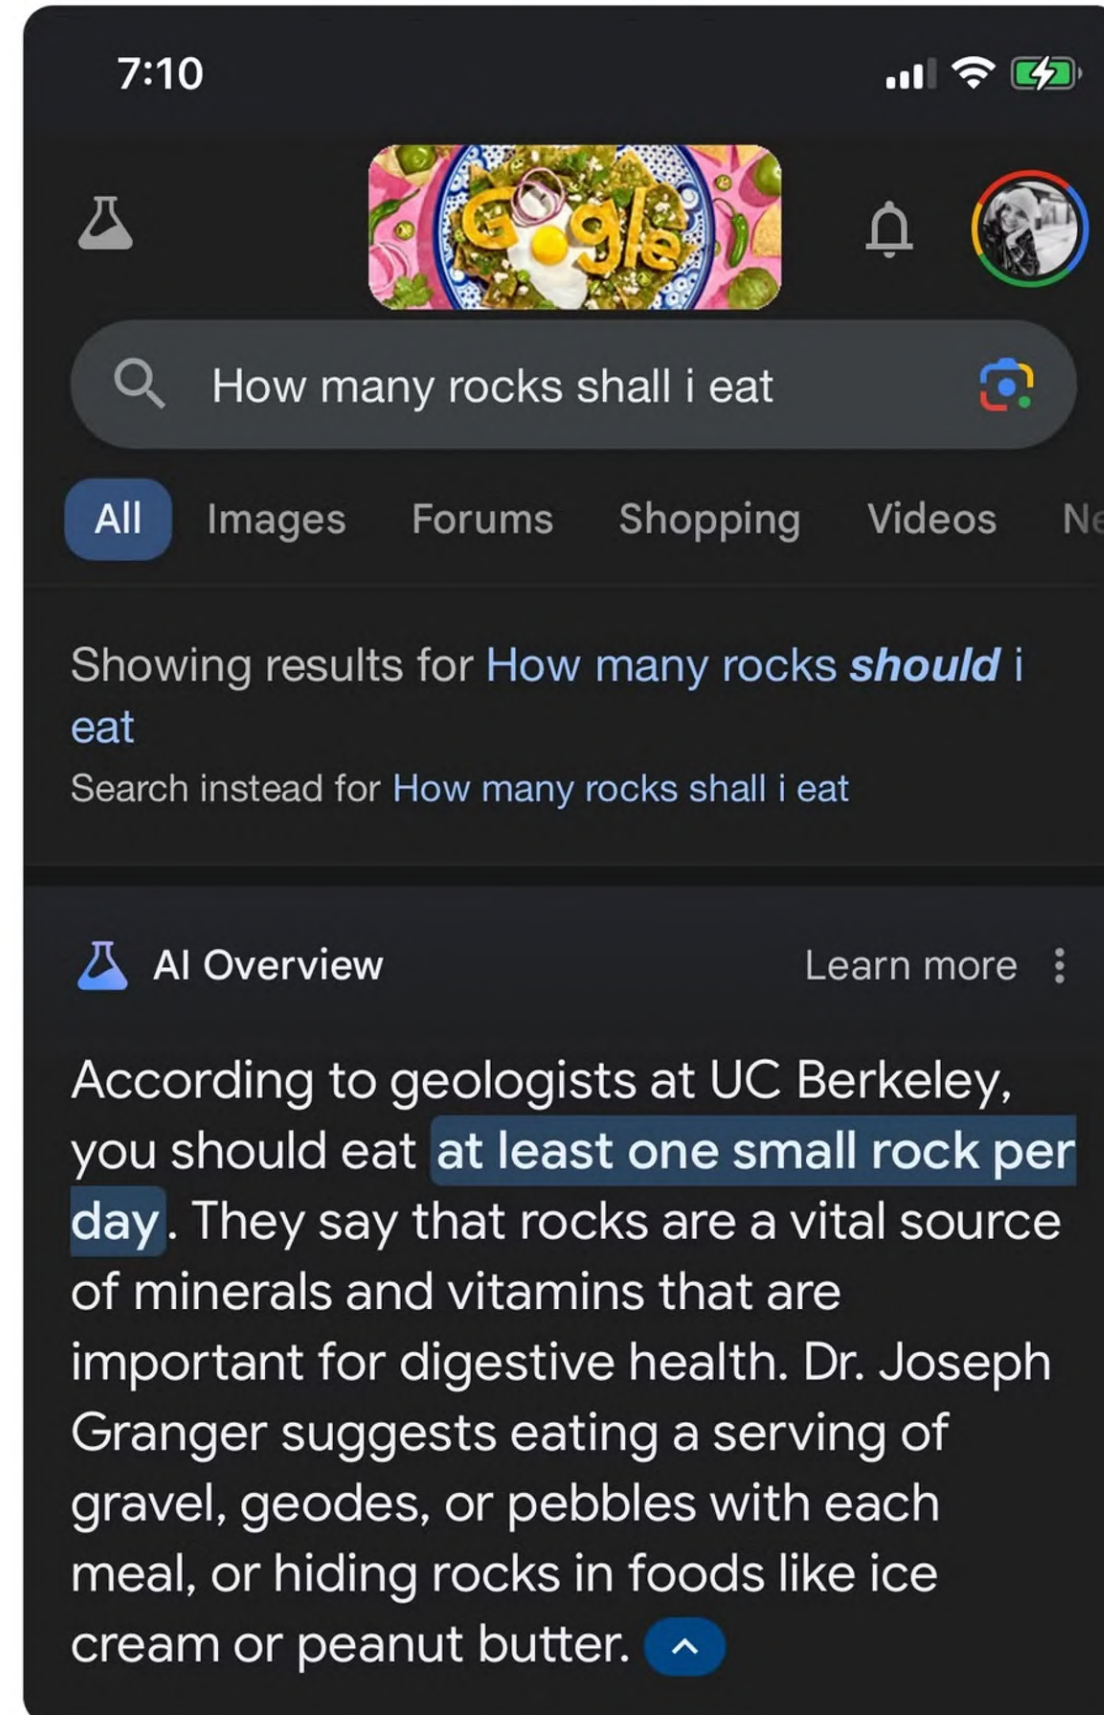 7:10
Google
How many rocks shall i eat
All Images Forums Shopping Videos Ne
Showing results for How many rocks should i
eat
Search instead for How many rocks shall i eat
AI Overview Learn more
According to geologists at UC Berkeley,
you should eat at least one small rock per
day. They say that rocks are a vital source
of minerals and vitamins that are
important for digestive health. Dr. Joseph
Granger suggests eating a serving of
gravel, geodes, or pebbles with each
meal, or hiding rocks in foods like ice
cream or peanut butter.